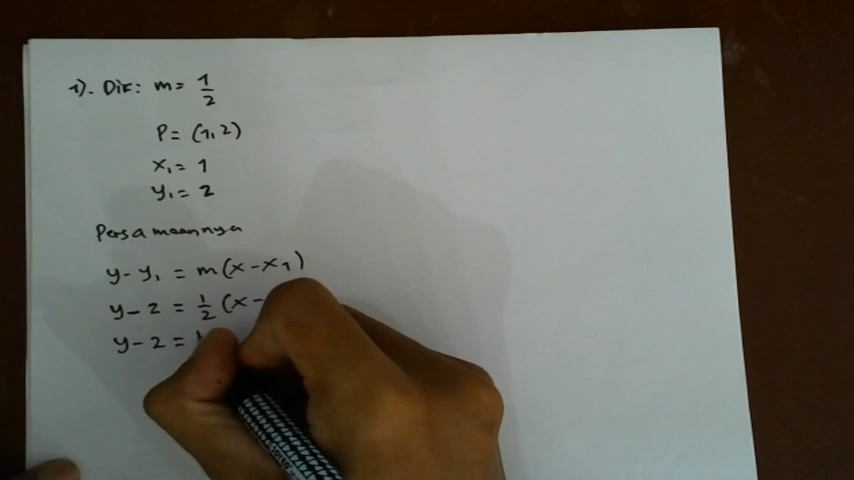 1). Dik: m = 1/2
P = (1,2)
x₁ = 1
y₁ = 2
Persamaannya
y - y₁ = m(x - x₁)
y - 2 = 1/2 (x -
y - 2 =